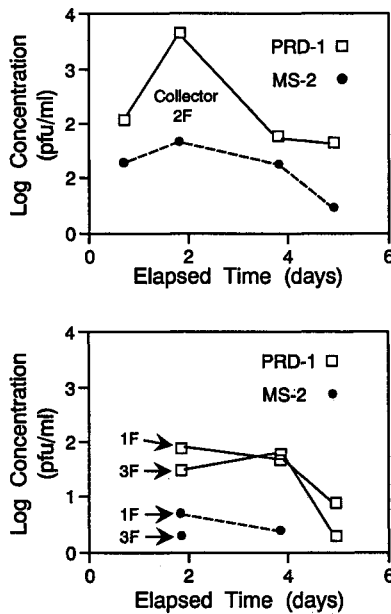 Log Concentration
(pfu/ml)
4
3
2
2
0
PRD-1
MS-2
Collector
2F
0 2 4 6
Elapsed Time (days)
Log Concentration
(pfu/ml)
4
2
2
1
0
PRD-1
MS-2
1F
3F
1F
3F
0 2 4 6
Elapsed Time (days)